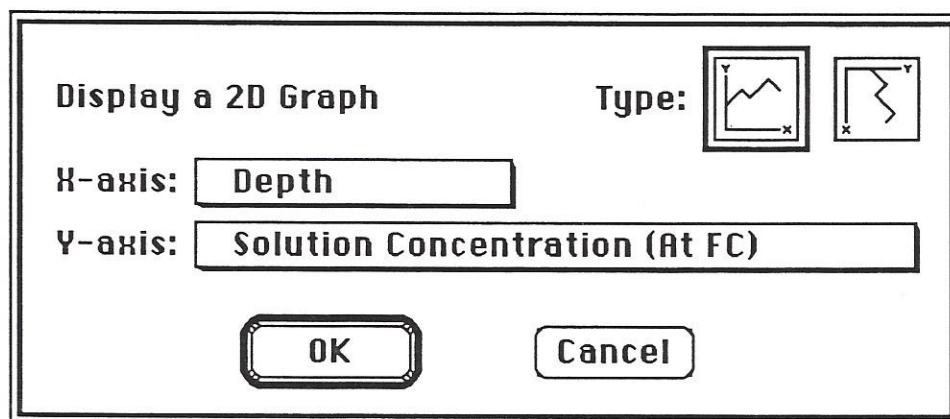 Display a 2D Graph
Type:
Y
X
Y
X
X-axis: Depth
Y-axis: Solution Concentration (At FC)
OK
Cancel